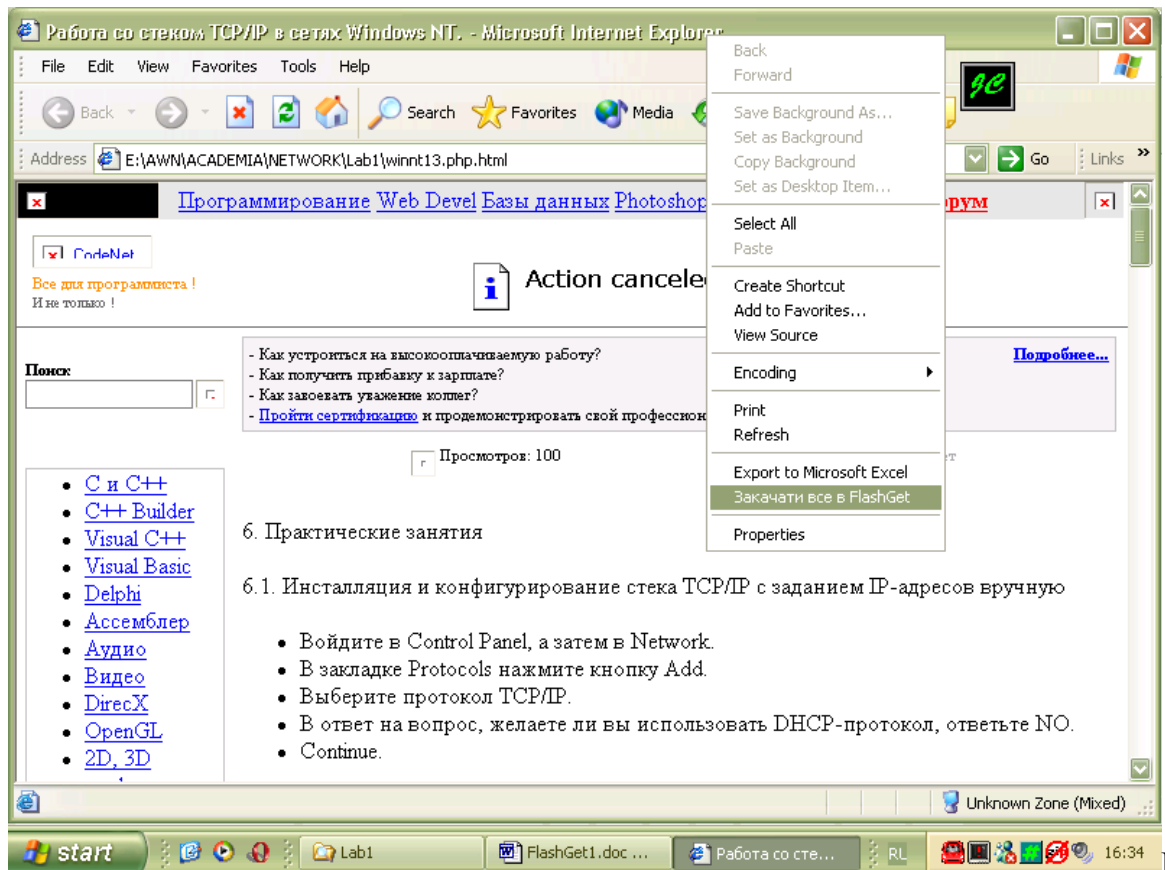 Работа со стеком TCP/IP в сетях Windows NT. - Microsoft Internet Explorer
File Edit View Favorites Tools Help
Back Search Favorites Media
Address E:\AWN\ACADEMIA\NETWORK\Lab1\winnt13.php.html Go Links »
Программирование Web Devel Базы данных Photoshop
CodeNet
Все для программиста !
И не только !
Action cancele
Поиск
- Как устроиться на высокооплачиваемую работу?
- Как получить прибавку к зарплате?
- Как завоевать уважение коллег?
- Пройти сертификацию и продемонстрировать свой професси
Подробнее...
Просмотров: 100
С и C++
C++ Builder
Visual C++
Visual Basic
Delphi
Ассемблер
Аудио
Видео
DirecX
OpenGL
2D, 3D
6. Практические занятия
6.1. Инсталляция и конфигурирование стека TCP/IP с заданием IP-адресов вручную
• Войдите в Control Panel, а затем в Network.
• В закладке Protocols нажмите кнопку Add.
• Выберите протокол TCP/IP.
• В ответ на вопрос, желаете ли вы использовать DHCP-протокол, ответьте NO.
• Continue.
Back
Forward
Save Background As...
Set as Background
Copy Background
Set as Desktop Item...
Select All
Paste
Create Shortcut
Add to Favorites...
View Source
Encoding
Print
Refresh
Export to Microsoft Excel
Закачати все в FlashGet
Properties
JC
Unknown Zone (Mixed)
start Lab1 FlashGet1.doc ... Работа со сте... RL 16:34